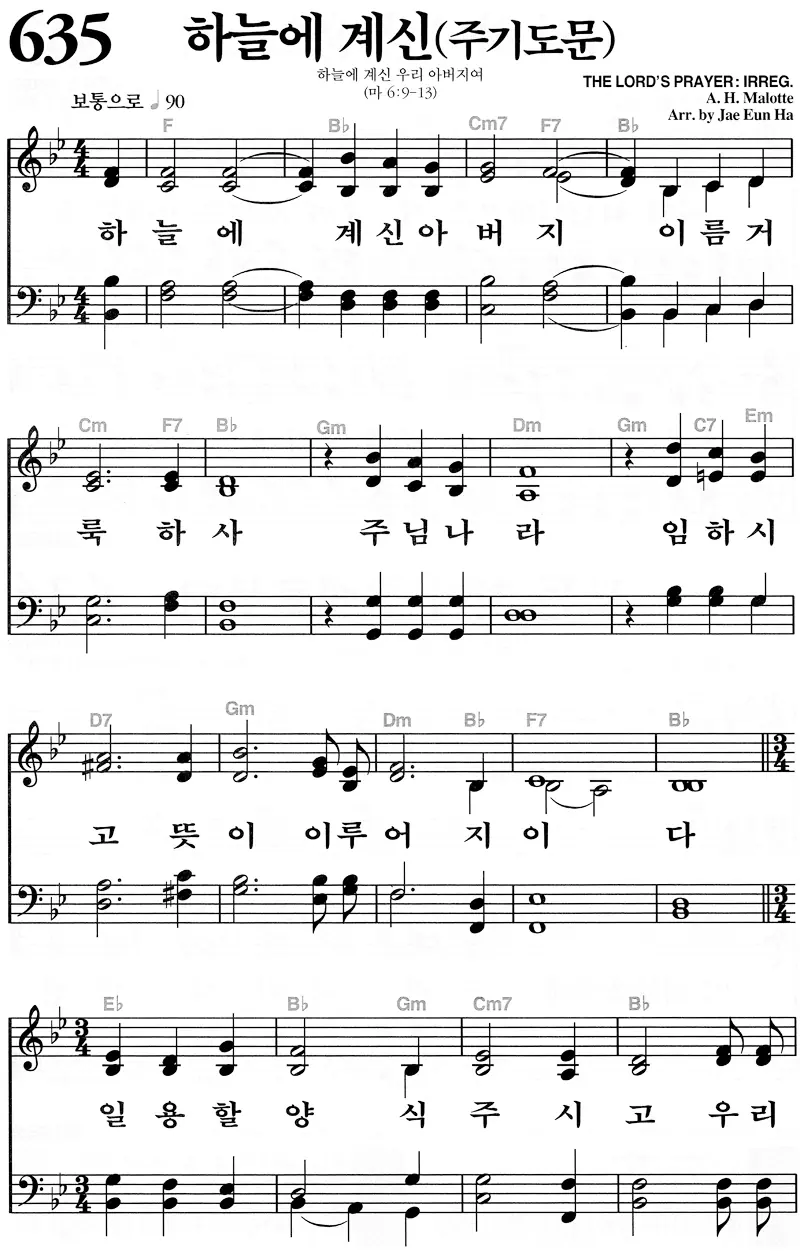 635 하늘에 계신(주기도문)
하늘에 계신 우리 아버지여
(마 6:9-13)
THE LORD'S PRAYER: IRREG.
A. H. Malotte
Arr. by Jae Eun Ha
보통으로 ♩ 90
F B♭ Cm7 F7 B♭
하 늘 에 계 신 아 버 지 이 름 거
Cm F7 B♭ Gm Dm Gm C7 Em
룩 하 사 주 님 나 라 임 하 시
D7 Gm Dm B♭ F7 B♭
고 뜻 이 이 루 어 지 이 다
E♭ B♭ Gm Cm7 B♭
일 용 할 양 식 주 시 고 우 리